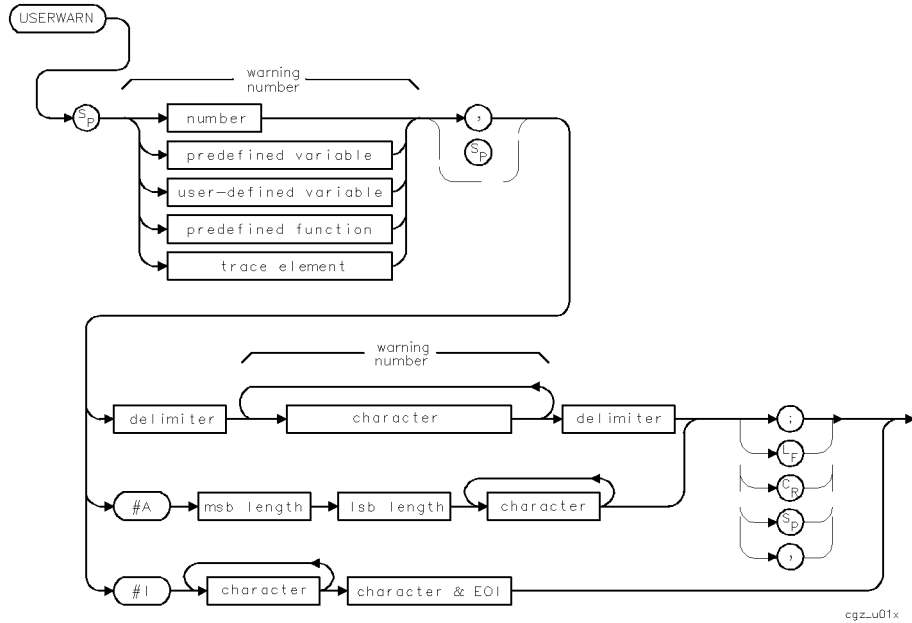 USERWARN
warning
number
SP
number
,
predefined variable
SP
user-defined variable
predefined function
trace element
warning
number
delimiter
character
delimiter
;
LF
#A
msb length
lsb length
character
CR
SP
,
#I
character
character & EOI
cgz_u01x